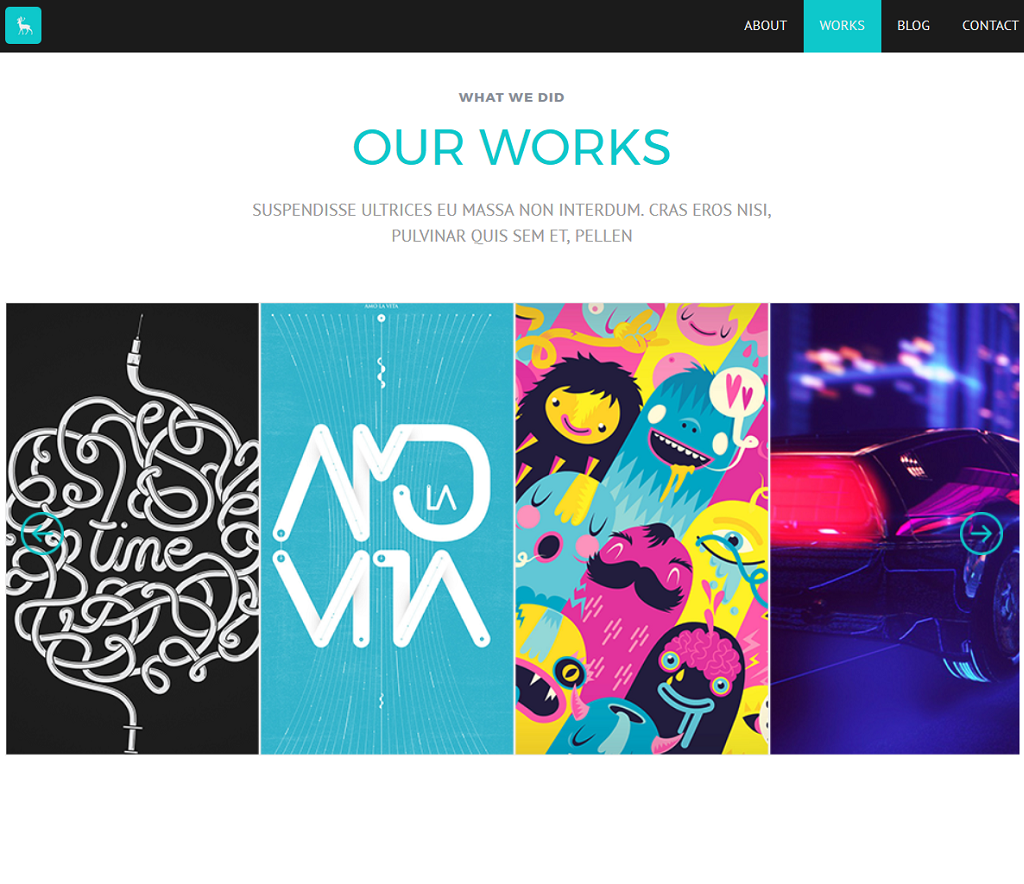 ABOUT
WORKS
BLOG
CONTACT
WHAT WE DID
OUR WORKS
SUSPENDISSE ULTRICES EU MASSA NON INTERDUM. CRAS EROS NISI,
PULVINAR QUIS SEM ET, PELLEN
time
AMO LA VITA
AMO
LA
VITA